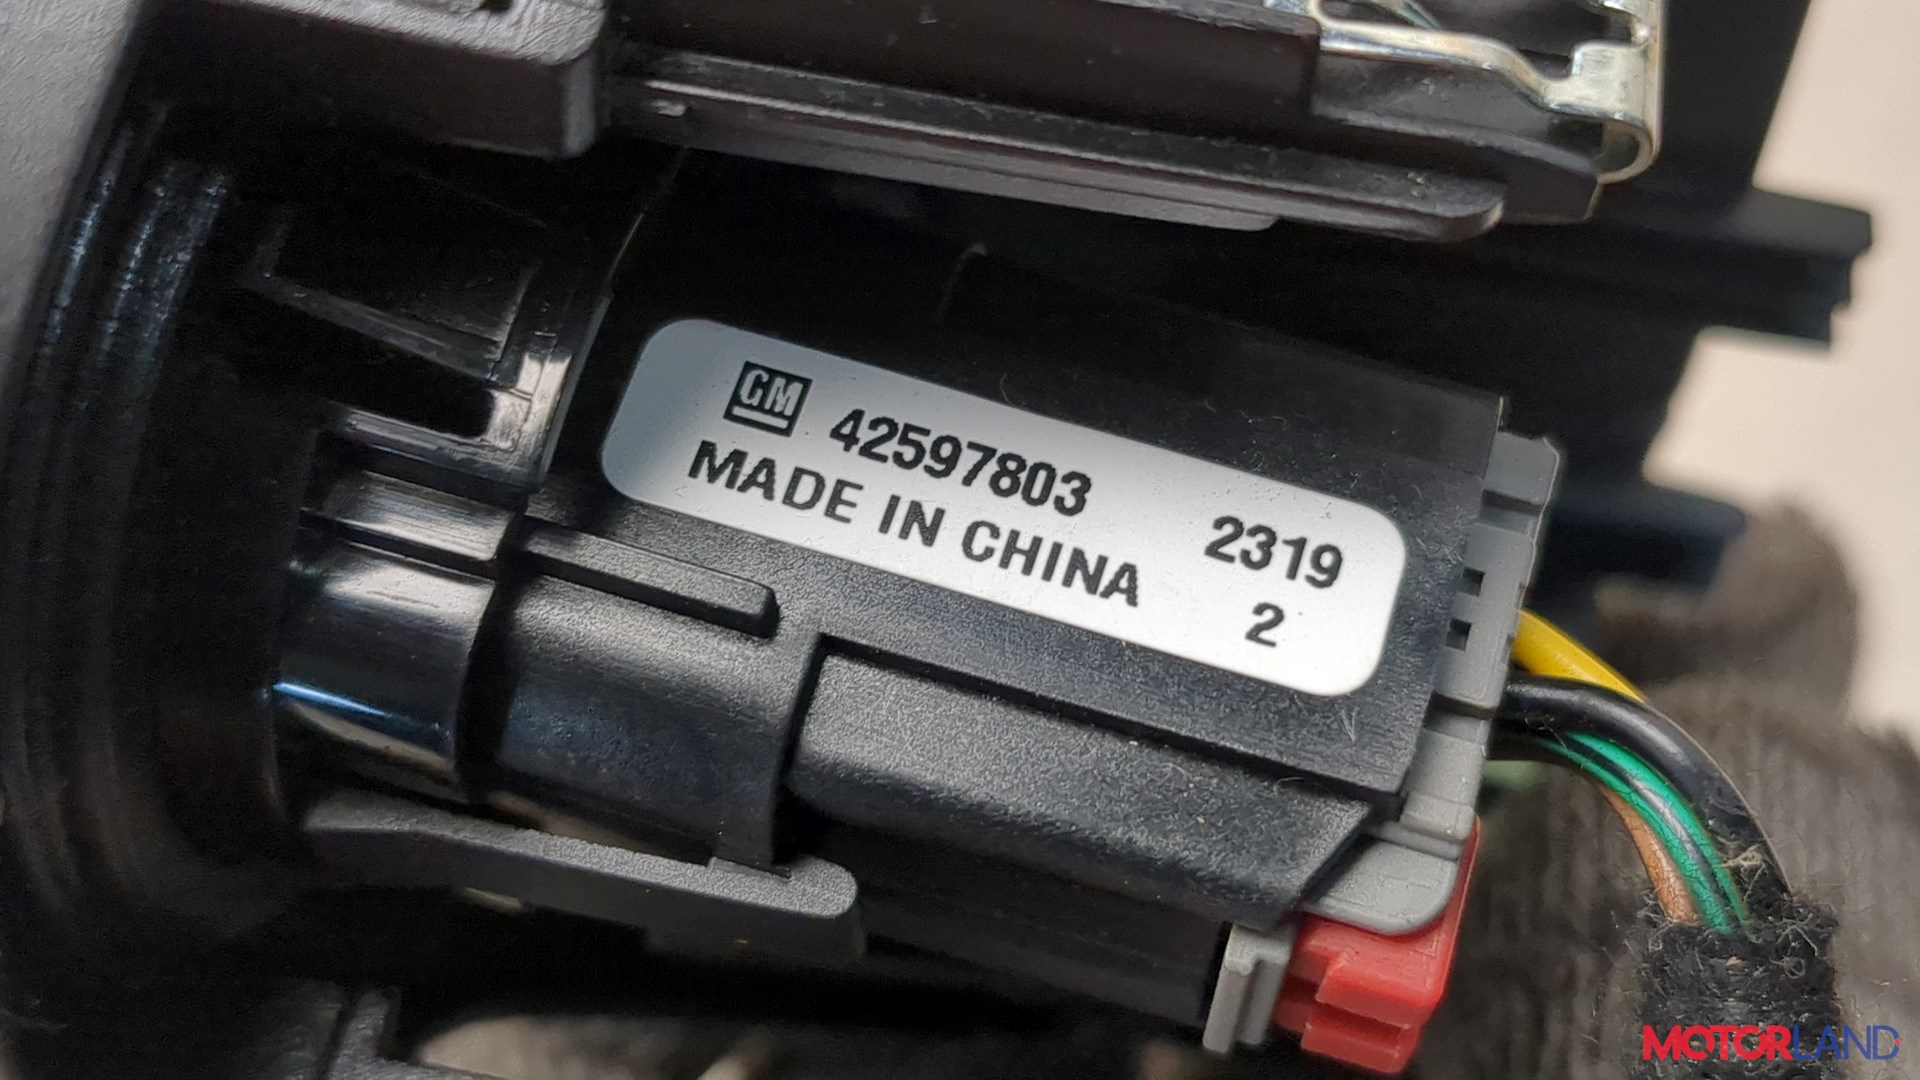 GM 42597803 2319
MADE IN CHINA 2
MOTORLAND